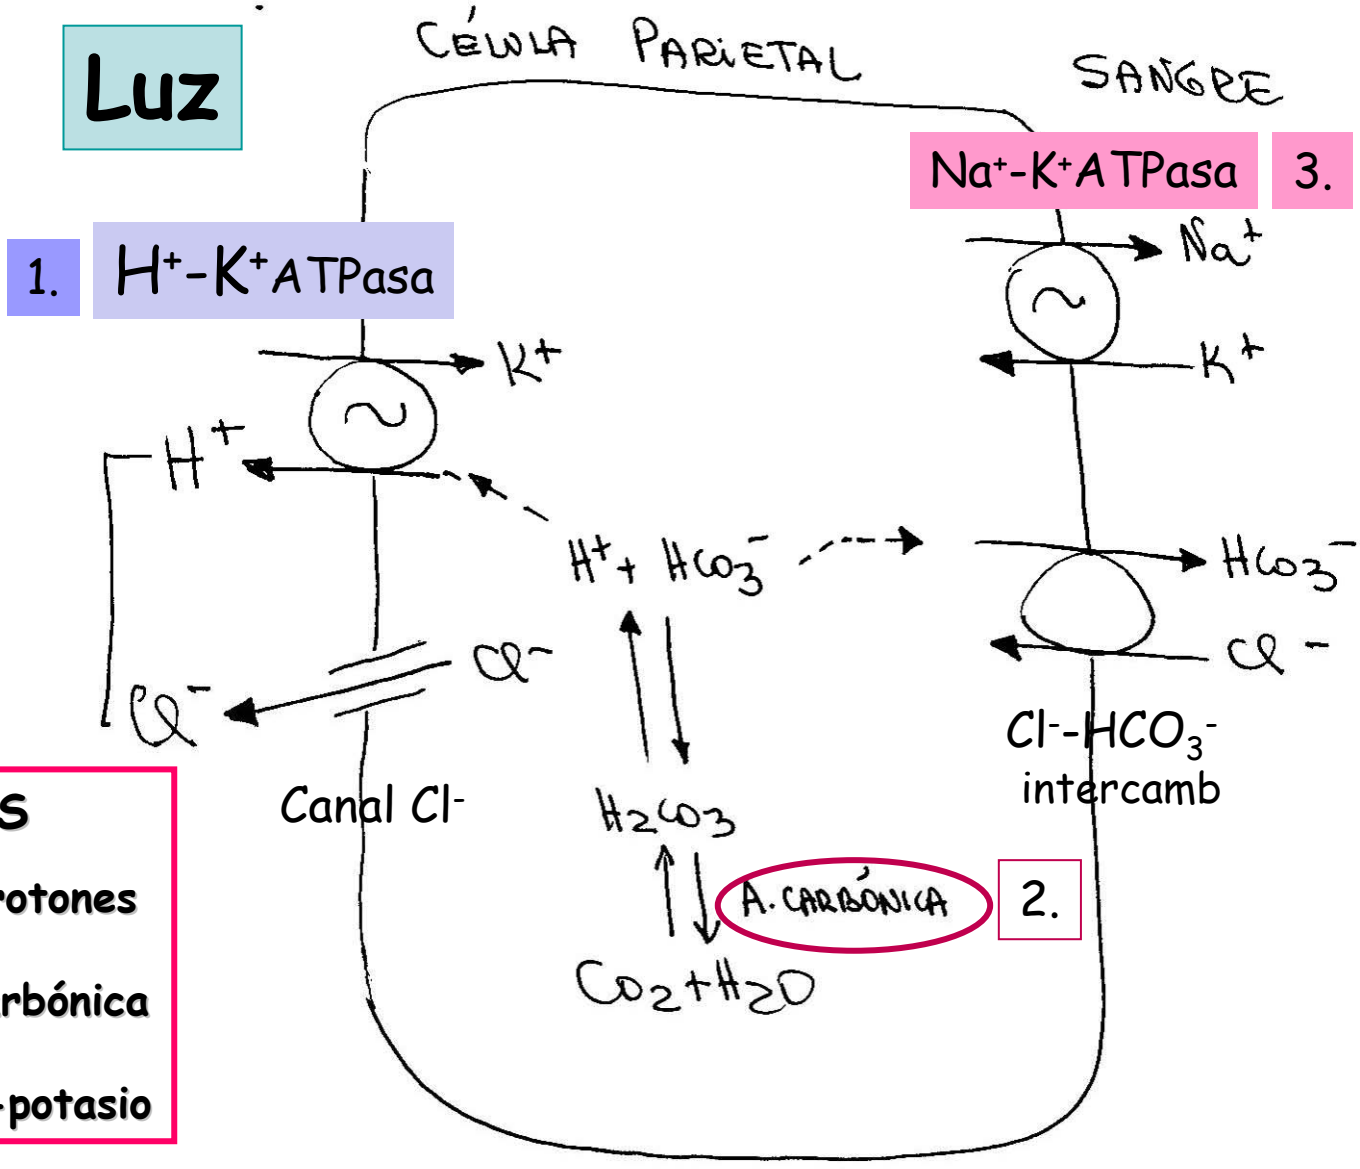 Luz
CÉLULA PARIETAL
SANGRE
Na⁺-K⁺ATPasa
3.
1.
H⁺-K⁺ATPasa
Na⁺
K⁺
K⁺
H⁺
H⁺ + HCO₃⁻
HCO₃⁻
Cl⁻
Cl⁻
Cl⁻
Cl⁻-HCO₃⁻
intercamb
Canal Cl⁻
H₂CO₃
A. CARBÓNICA
2.
CO₂+H₂O
s
rotones
rbónica
-potasio